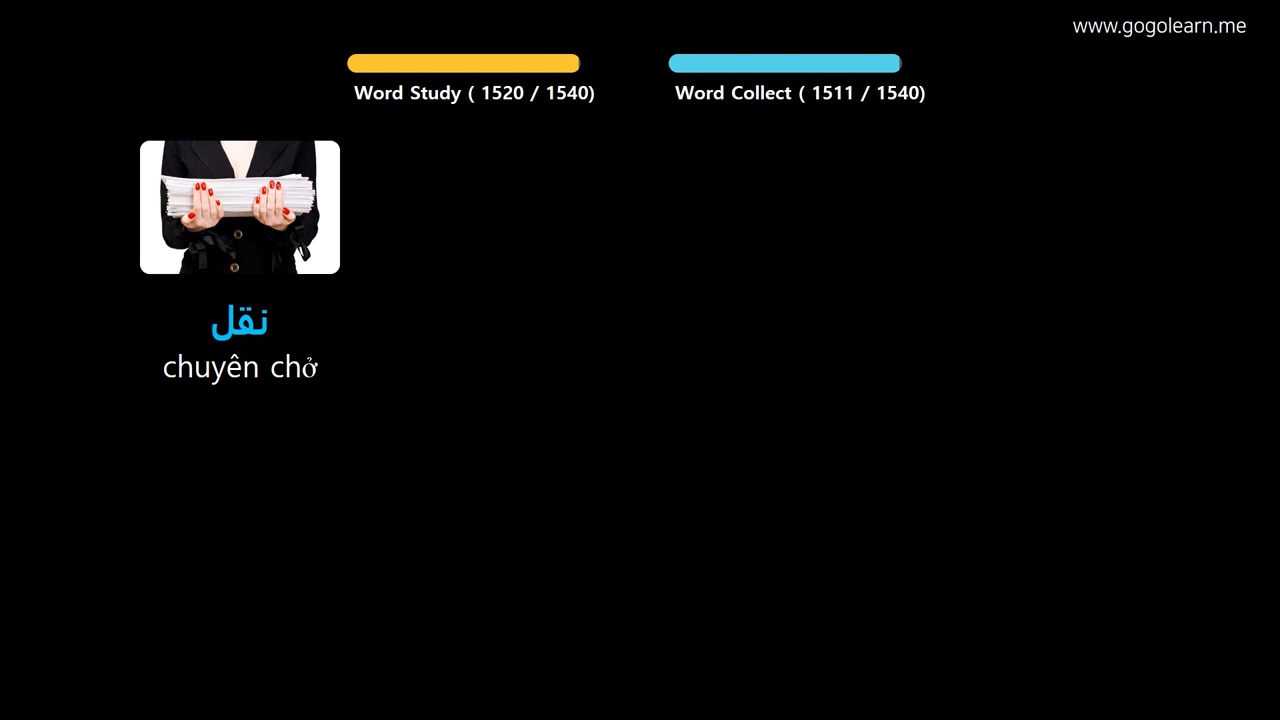 www.gogolearn.me
Word Study ( 1520 / 1540)
Word Collect ( 1511 / 1540)
نقل
chuyên chở